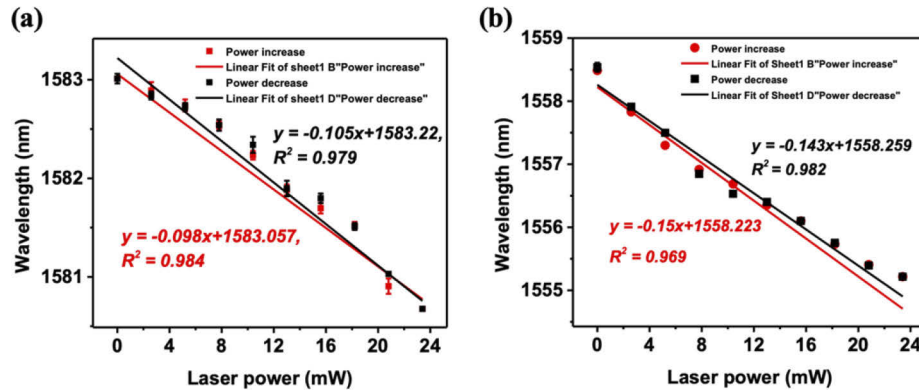 (a)
Power increase
Linear Fit of sheet1 B"Power increase"
Power decrease
Linear Fit of sheet1 D"Power decrease"
y = -0.105x+1583.22,
R² = 0.979
y = -0.098x+1583.057,
R² = 0.984
1583
1582
1581
Wavelength (nm)
0 4 8 12 16 20 24
Laser power (mW)
(b)
Power increase
Linear Fit of Sheet1 B"Power increase"
Power decrease
Linear Fit of Sheet1 D"Power decrease"
y = -0.143x+1558.259
R² = 0.982
y = -0.15x+1558.223
R² = 0.969
1559
1558
1557
1556
1555
Wavelength (nm)
0 4 8 12 16 20 24
Laser power (mW)